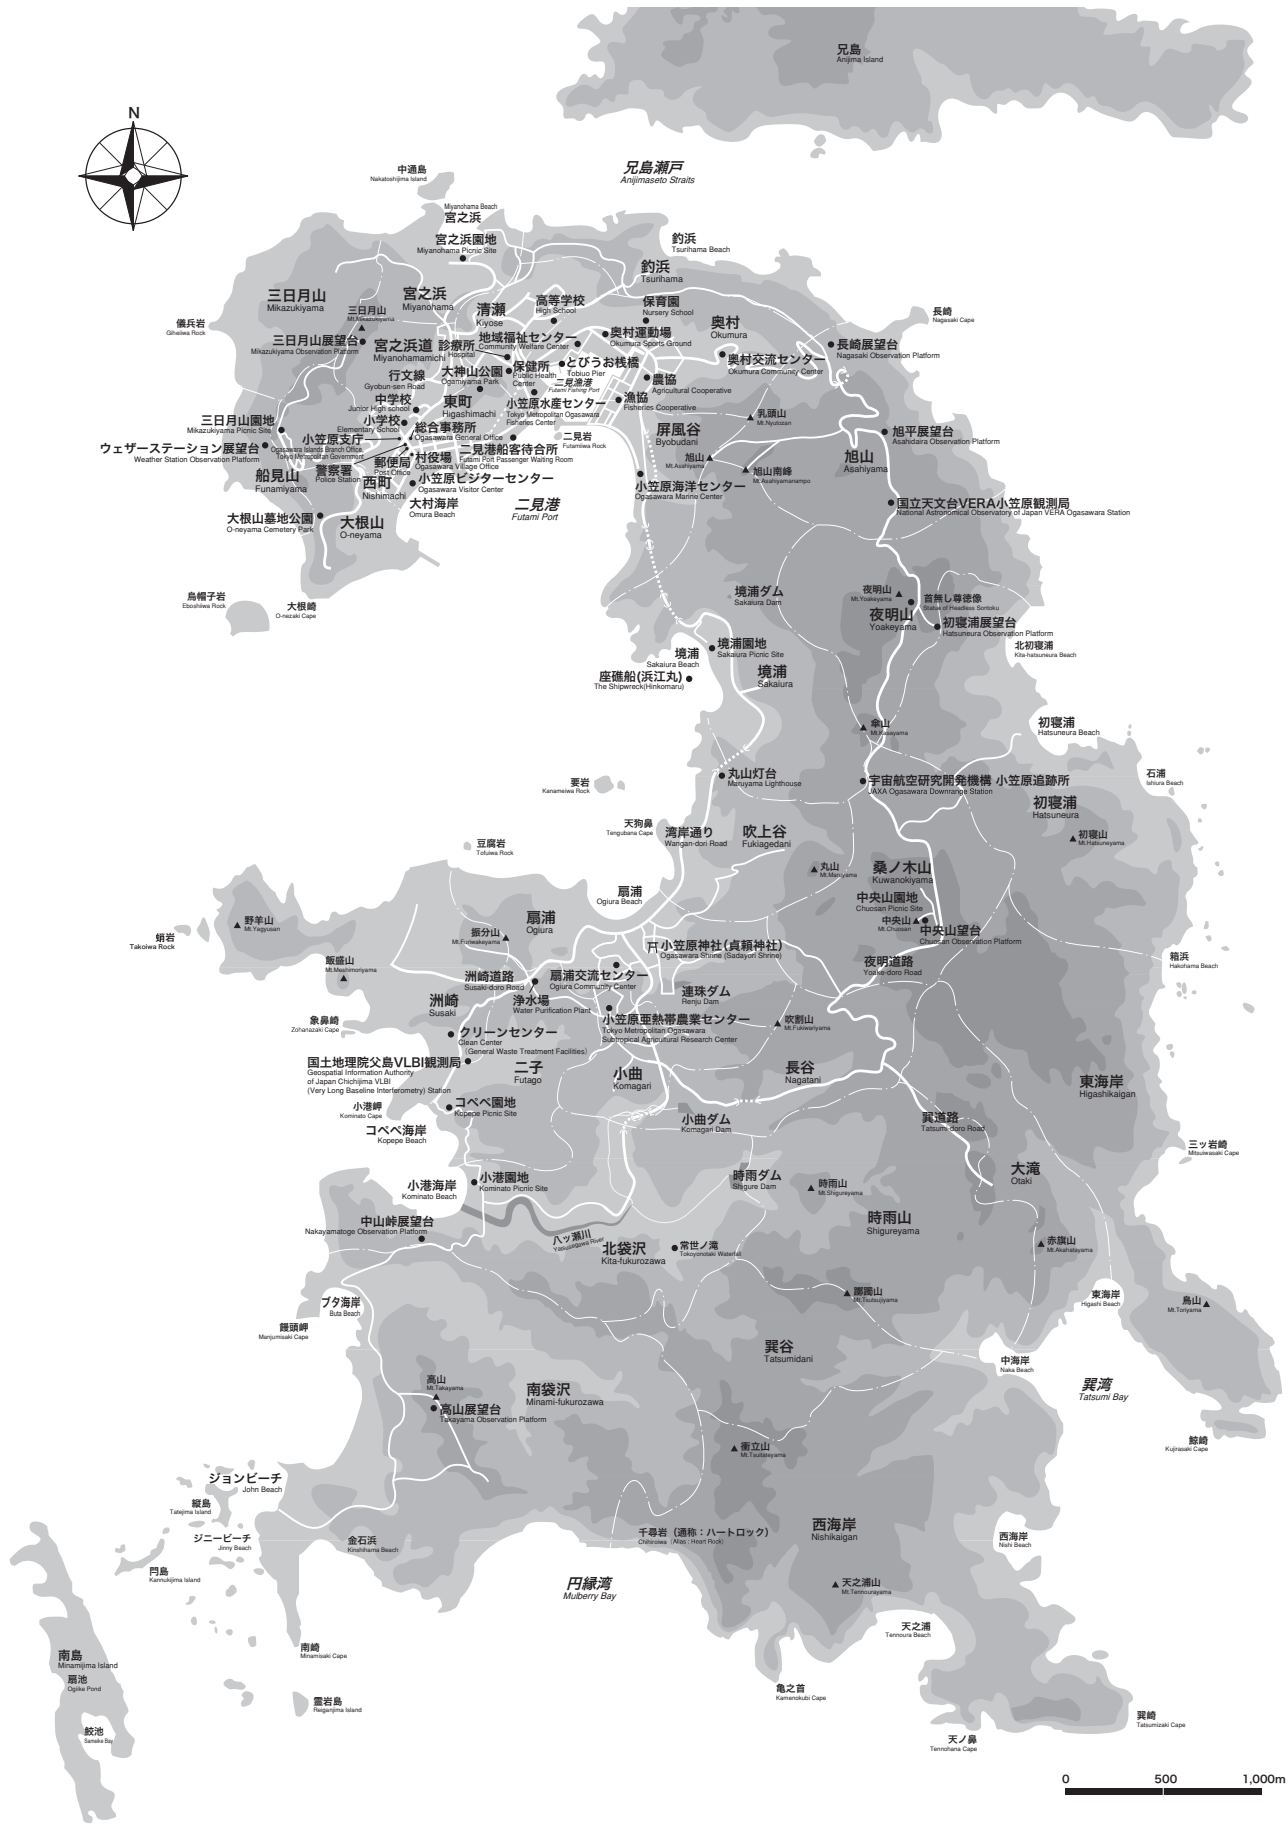 兄島
Anijima Island
N
兄島瀬戸
Anijimaseto Straits
中通島
Nakatoshijima Island
Miyanohama Beach
宮之浜
宮之浜園地
Miyanohama Picnic Site
釣浜
Tsurihama Beach
釣浜
Tsurihama
三日月山
Mikazukiyama
宮之浜
Miyanohama
清瀬
Kiyose
高等学校
High School
保育園
Nursery School
奥村
Okumura
長崎
Nagasaki Cape
儀兵岩
Giheiiwa Rock
三日月山
Mt.Mikazukiyama
三日月山展望台
Mikazukiyama Observation Platform
宮之浜道
Miyanohamamichi
診療所
Hospital
地域福祉センター
Community Welfare Center
奥村運動場
Okumura Sports Ground
奥村交流センター
Okumura Community Center
長崎展望台
Nagasaki Observation Platform
行文線
Gyobun-sen Road
大神山公園
Ogamiyama Park
保健所
Public Health
Center
とびうお桟橋
Tobiuo Pier
二見漁港
Futami Fishing Port
農協
Agricultural Cooperative
漁協
Fisheries Cooperative
中学校
Junior High school
東町
Higashimachi
小笠原水産センター
Tokyo Metropolitan Ogasawara
Fisheries Center
乳頭山
Mt.Nyutozan
三日月山園地
Mikazukiyama Picnic Site
小学校
Elementary School
総合事務所
Ogasawara General Office
屏風谷
Byobudani
旭平展望台
Asahidaira Observation Platform
ウェザーステーション展望台
Weather Station Observation Platform
小笠原支庁
Ogasawara Islands Branch Office,
Tokyo Metropolitan Government
二見港船客待合所
Futami Port Passenger Waiting Room
二見岩
Futamiiwa Rock
旭山
Mt.Asahiyama
旭山
Asahiyama
郵便局
Post Office
村役場
Ogasawara Village Office
旭山南峰
Mt.Asahiyamanampo
船見山
Funamiyama
警察署
Police Station
西町
Nishimachi
小笠原ビジターセンター
Ogasawara Visitor Center
小笠原海洋センター
Ogasawara Marine Center
大村海岸
Omura Beach
二見港
Futami Port
国立天文台VERA小笠原観測局
National Astronomical Observatory of Japan VERA Ogasawara Station
大根山墓地公園
O-neyama Cemetery Park
大根山
O-neyama
烏帽子岩
Eboshiiwa Rock
大根崎
O-nezaki Cape
境浦ダム
Sakaiura Dam
夜明山
Mt.Yoakeyama
首無し尊徳像
Statue of Headless Sontoku
夜明山
Yoakeyama
初寝浦展望台
Hatsuneura Observation Platform
北初寝浦
Kita-hatsuneura Beach
境浦園地
Sakaiura Picnic Site
境浦
Sakaiura Beach
境浦
Sakaiura
座礁船(浜江丸)
The Shipwreck(Hinkomaru)
傘山
Mt.Kasayama
初寝浦
Hatsuneura Beach
丸山灯台
Maruyama Lighthouse
宇宙航空研究開発機構 小笠原追跡所
JAXA Ogasawara Downrange Station
石浦
Ishiura Beach
要岩
Kanameiwa Rock
初寝浦
Hatsuneura
天狗鼻
Tengubana Cape
湾岸通り
Wangan-dori Road
吹上谷
Fukiagedani
初寝山
Mt.Hatsuneyama
豆腐岩
Tofuiwa Rock
丸山
Mt.Maruyama
桑ノ木山
Kuwanokiyama
扇浦
Ogiura Beach
中央山園地
Chuosan Picnic Site
野羊山
Mt.Yagyusan
扇浦
Ogiura
中央山
Mt.Chuosan
中央山望台
Chuosan Observation Platform
蛸岩
Takoiwa Rock
振分山
Mt.Furiwakeyama
小笠原神社(貞頼神社)
Ogasawara Shrine (Sadayori Shrine)
飯盛山
Mt.Meshimoriyama
洲崎道路
Susaki-doro Road
扇浦交流センター
Ogiura Community Center
夜明道路
Yoake-doro Road
箱浜
Hakohama Beach
洲崎
Susaki
浄水場
Water Purification Plant
連珠ダム
Renju Dam
象鼻崎
Zohanazaki Cape
小笠原亜熱帯農業センター
Tokyo Metropolitan Ogasawara
Subtropical Agricultural Research Center
吹割山
Mt.Fukiwariyama
クリーンセンター
Clean Center
(General Waste Treatment Facilities)
国土地理院父島VLBI観測局
Geospatial Information Authority
of Japan Chichijima VLBI
(Very Long Baseline Interferometry) Station
二子
Futago
小曲
Komagari
長谷
Nagatani
東海岸
Higashikaigan
小港岬
Kominato Cape
コペペ園地
Kopepe Picnic Site
コペペ海岸
Kopepe Beach
小曲ダム
Komagari Dam
巽道路
Tatsumi-doro Road
三ッ岩崎
Mitsuiwasaki Cape
小港海岸
Kominato Beach
小港園地
Kominato Picnic Site
時雨ダム
Shigure Dam
時雨山
Mt.Shigureyama
大滝
Otaki
中山峠展望台
Nakayamatoge Observation Platform
時雨山
Shigureyama
八ッ瀬川
Yatsusegawa River
北袋沢
Kita-fukurozawa
常世ノ滝
Tokoyonotaki Waterfall
赤旗山
Mt.Akahatayama
ブタ海岸
Buta Beach
躑躅山
Mt.Tsutsujiyama
東海岸
Higashi Beach
鳥山
Mt.Toriyama
饅頭岬
Manjumisaki Cape
巽谷
Tatsumidani
中海岸
Naka Beach
高山
Mt.Takayama
南袋沢
Minami-fukurozawa
巽湾
Tatsumi Bay
高山展望台
Takayama Observation Platform
衝立山
Mt.Tsuitateyama
鯨崎
Kujirasaki Cape
ジョンビーチ
John Beach
縦島
Tatejima Island
ジニービーチ
Jinny Beach
金石浜
Kinshihama Beach
千尋岩(通称:ハートロック)
Chihiroiwa (Alias : Heart Rock)
西海岸
Nishikaigan
西海岸
Nishi Beach
閂島
Kannukijima Island
円縁湾
Mulberry Bay
天之浦山
Mt.Tennourayama
天之浦
Tennoura Beach
南崎
Minamisaki Cape
南島
Minamijima Island
扇池
Ogiike Pond
霊岩島
Reiganjima Island
亀之首
Kamenokubi Cape
巽崎
Tatsumizaki Cape
鮫池
Sameike Bay
天ノ鼻
Tennohana Cape
0 500 1,000m